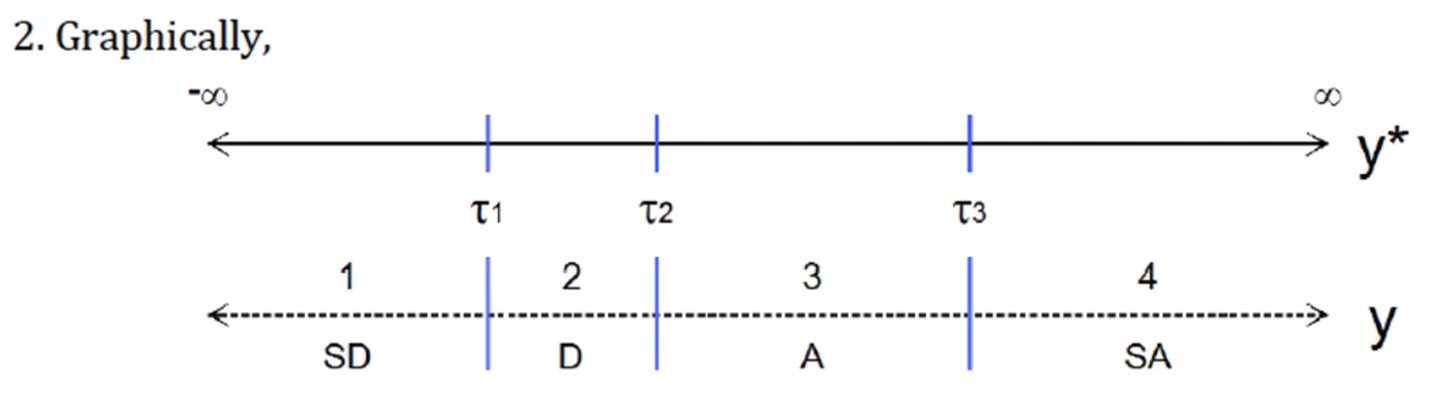 2. Graphically,
-∞ ∞
y*
τ1 τ2 τ3
1 2 3 4
y
SD D A SA